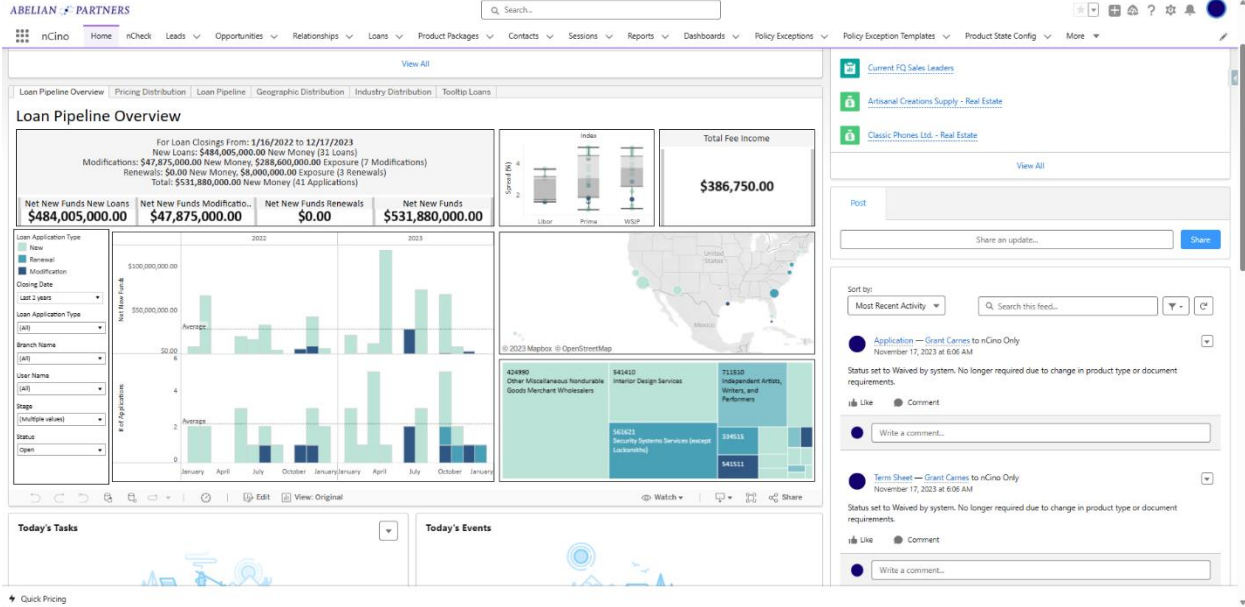 ABELIAN PARTNERS
Search...
nCino
Home
nCheck
Leads
Opportunities
Relationships
Loans
Product Packages
Contacts
Sessions
Reports
Dashboards
Policy Exceptions
Policy Exception Templates
Product State Config
More
View All
Loan Pipeline Overview
Pricing Distribution
Loan Pipeline
Geographic Distribution
Industry Distribution
Tooltip Loans
Loan Pipeline Overview
For Loan Closings From: 1/16/2022 to 12/17/2023
New Loans: $484,005,000.00 New Money (31 Loans)
Modifications: $47,875,000.00 New Money, $288,600,000.00 Exposure (7 Modifications)
Renewals: $0.00 New Money, $8,000,000.00 Exposure (3 Renewals)
Total: $531,880,000.00 New Money (41 Applications)
Net New Funds New Loans
$484,005,000.00
Net New Funds Modificatio..
$47,875,000.00
Net New Funds Renewals
$0.00
Net New Funds
$531,880,000.00
Index
Spread (%)
4
2
Libor
Prime
WSJP
Total Fee Income
$386,750.00
Loan Application Type
New
Renewal
Modification
Closing Date
Last 2 years
Loan Application Type
(All)
Branch Name
(All)
User Name
(All)
Stage
(Multiple values)
Status
Open
2022
2023
Net New Funds
$100,000,000.00
$50,000,000.00
$0.00
Average
# of Applications
6
4
2
0
Average
January
April
July
October
January
January
April
July
October
January
United States
Mexico
© 2023 Mapbox © OpenStreetMap
424990
Other Miscellaneous Nondurable
Goods Merchant Wholesalers
541410
Interior Design Services
711510
Independent Artists,
Writers, and
Performers
561621
Security Systems Services (except
Locksmiths)
334515
541511
Edit
View: Original
Watch
Share
Today's Tasks
Today's Events
Current FQ Sales Leaders
Artisanal Creations Supply - Real Estate
Classic Phones Ltd. - Real Estate
View All
Post
Share an update...
Share
Sort by:
Most Recent Activity
Search this feed...
Application — Grant Carnes to nCino Only
November 17, 2023 at 6:06 AM
Status set to Waived by system. No longer required due to change in product type or document
requirements.
Like
Comment
Write a comment...
Term Sheet — Grant Carnes to nCino Only
November 17, 2023 at 6:06 AM
Status set to Waived by system. No longer required due to change in product type or document
requirements.
Like
Comment
Write a comment...
Quick Pricing